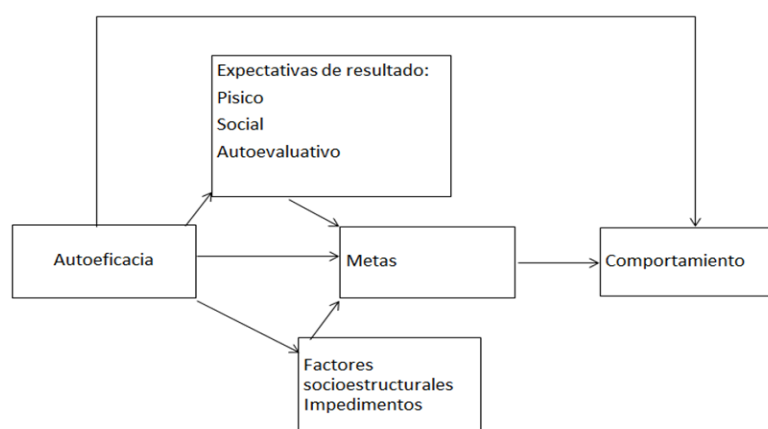 Expectativas de resultado:
Pisico
Social
Autoevaluativo
Autoeficacia
Metas
Comportamiento
Factores
socioestructurales
Impedimentos